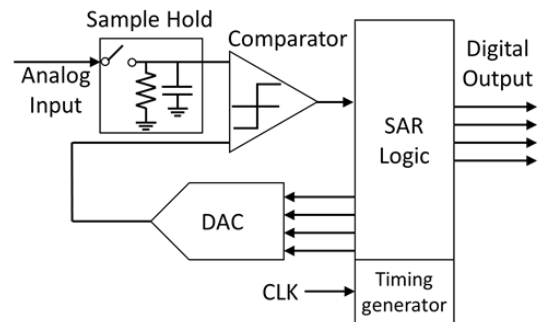 Sample Hold
Analog
Input
Comparator
SAR
Logic
Digital
Output
DAC
CLK
Timing
generator